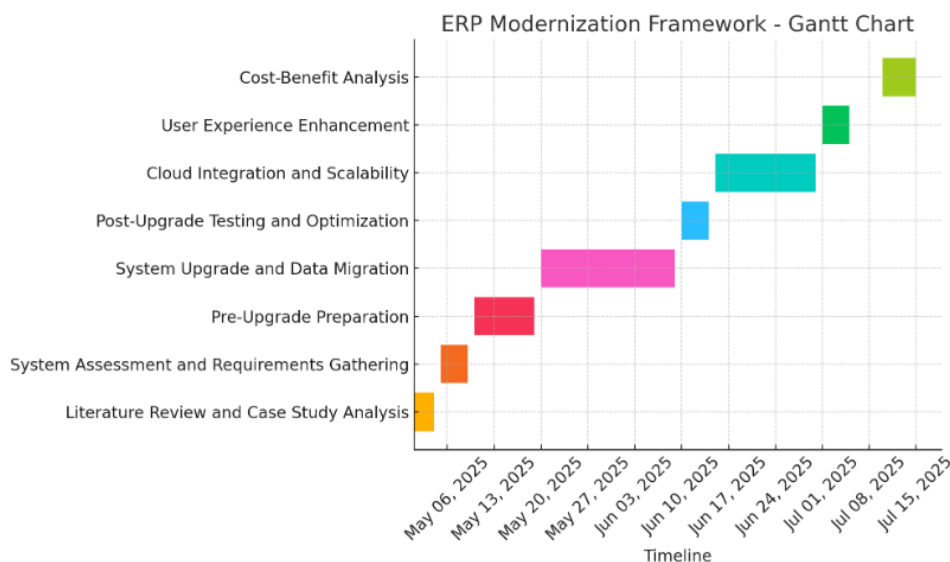 ERP Modernization Framework - Gantt Chart
Cost-Benefit Analysis
User Experience Enhancement
Cloud Integration and Scalability
Post-Upgrade Testing and Optimization
System Upgrade and Data Migration
Pre-Upgrade Preparation
System Assessment and Requirements Gathering
Literature Review and Case Study Analysis
May 06, 2025
May 13, 2025
May 20, 2025
May 27, 2025
Jun 03, 2025
Jun 10, 2025
Jun 17, 2025
Jun 24, 2025
Jul 01, 2025
Jul 08, 2025
Jul 15, 2025
Timeline